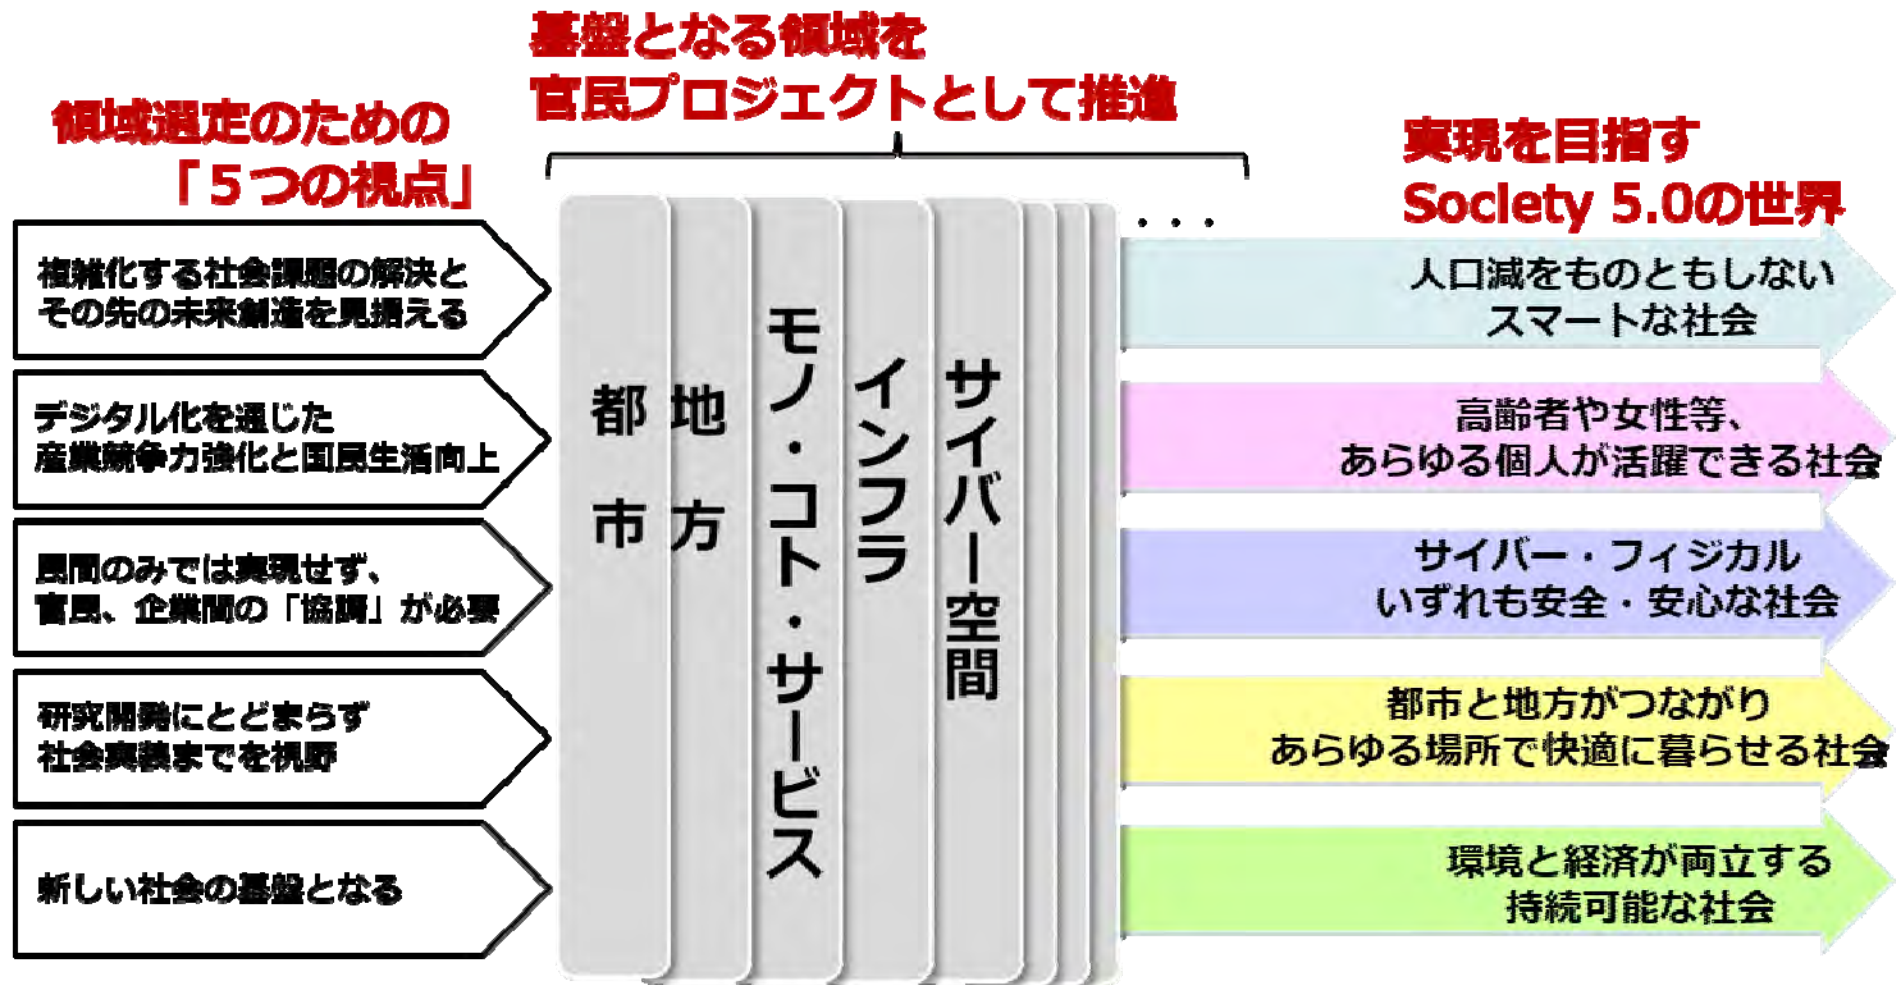 領域選定のための
「５つの視点」
複雑化する社会課題の解決と
その先の未来創造を見据える
デジタル化を通じた
産業競争力強化と国民生活向上
民間のみでは実現せず、
官民、企業間の「協調」が必要
研究開発にとどまらず
社会実装までを視野
新しい社会の基盤となる
基盤となる領域を
官民プロジェクトとして推進
都市
地方
モノ・コト・サービス
インフラ
サイバー空間
・・・
実現を目指す
Society 5.0の世界
人口減をものともしない
スマートな社会
高齢者や女性等、
あらゆる個人が活躍できる社会
サイバー・フィジカル
いずれも安全・安心な社会
都市と地方がつながり
あらゆる場所で快適に暮らせる社会
環境と経済が両立する
持続可能な社会